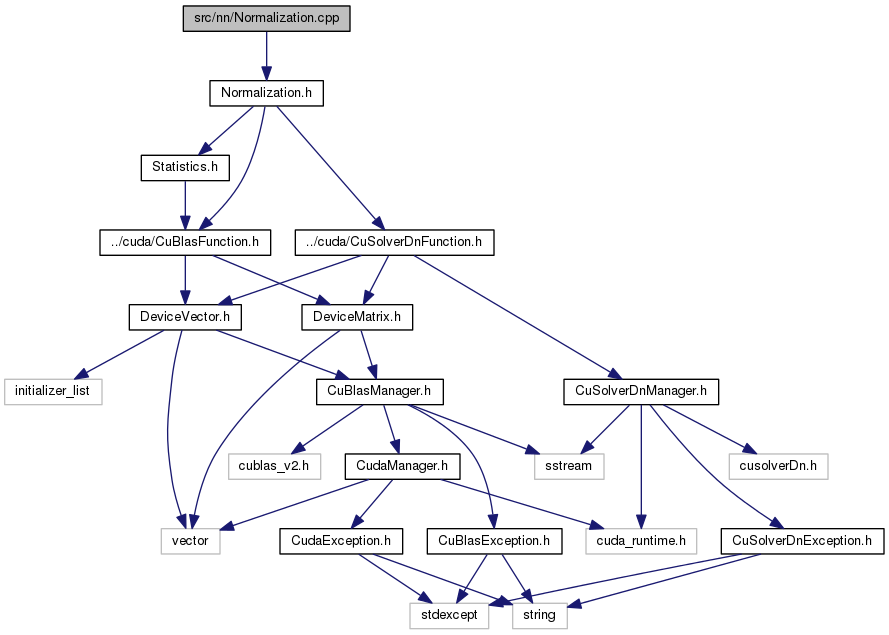 src/nn/Normalization.cpp
Normalization.h
Statistics.h
../cuda/CuBlasFunction.h
../cuda/CuSolverDnFunction.h
DeviceVector.h
DeviceMatrix.h
initializer_list
CuBlasManager.h
CuSolverDnManager.h
cublas_v2.h
CudaManager.h
sstream
cusolverDn.h
vector
CudaException.h
CuBlasException.h
cuda_runtime.h
CuSolverDnException.h
stdexcept
string